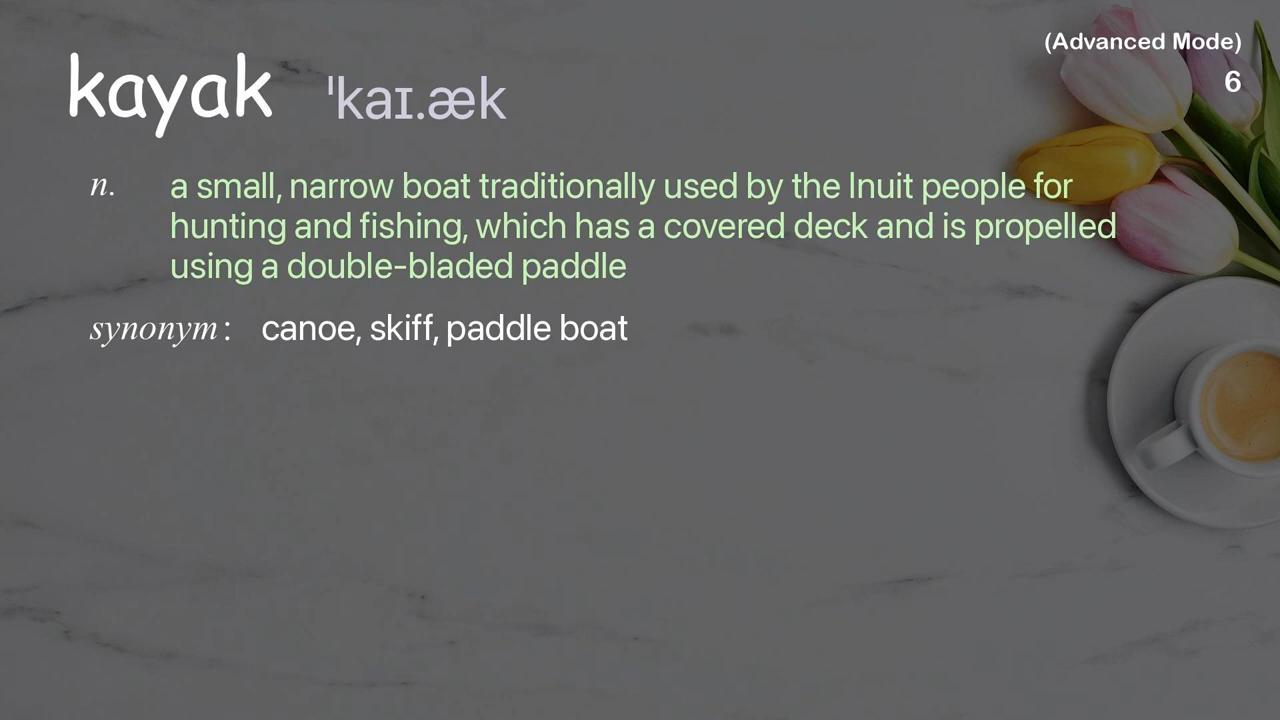 (Advanced Mode)
6
kayak ˈkaɪ.æk
n. a small, narrow boat traditionally used by the Inuit people for
hunting and fishing, which has a covered deck and is propelled
using a double-bladed paddle
synonym: canoe, skiff, paddle boat